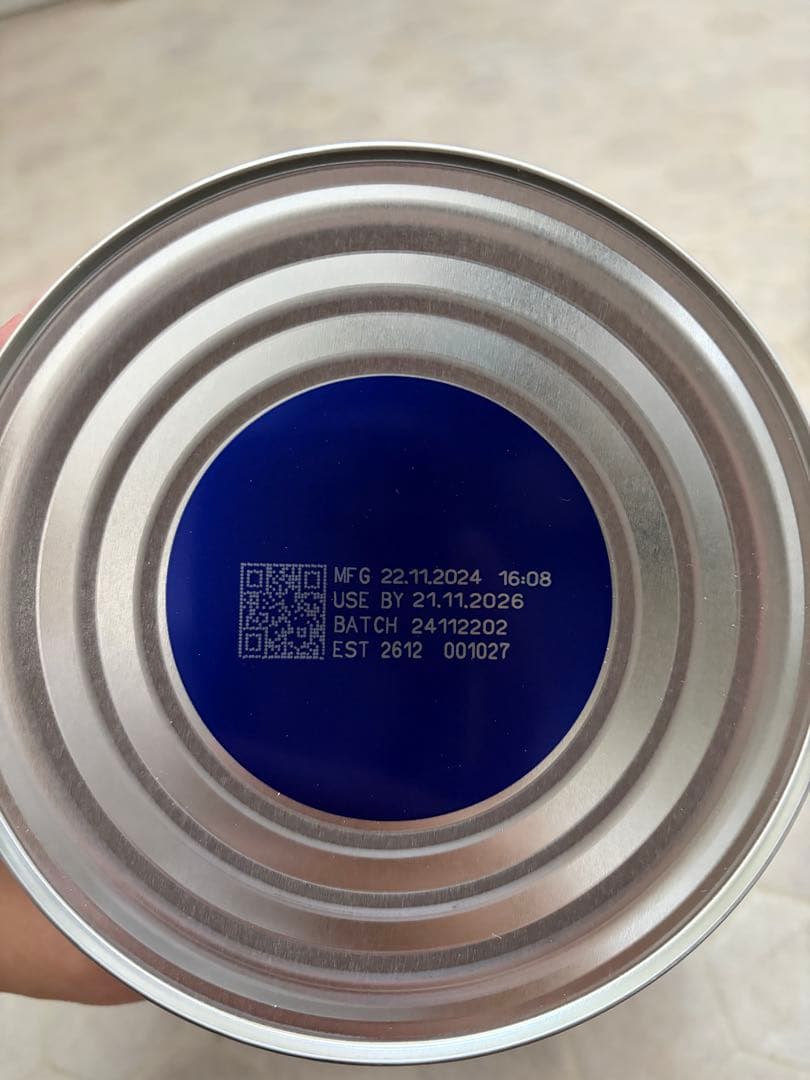 MFG 22.11.2024 16:08
USE BY 21.11.2026
BATCH 24112202
EST 2612 001027